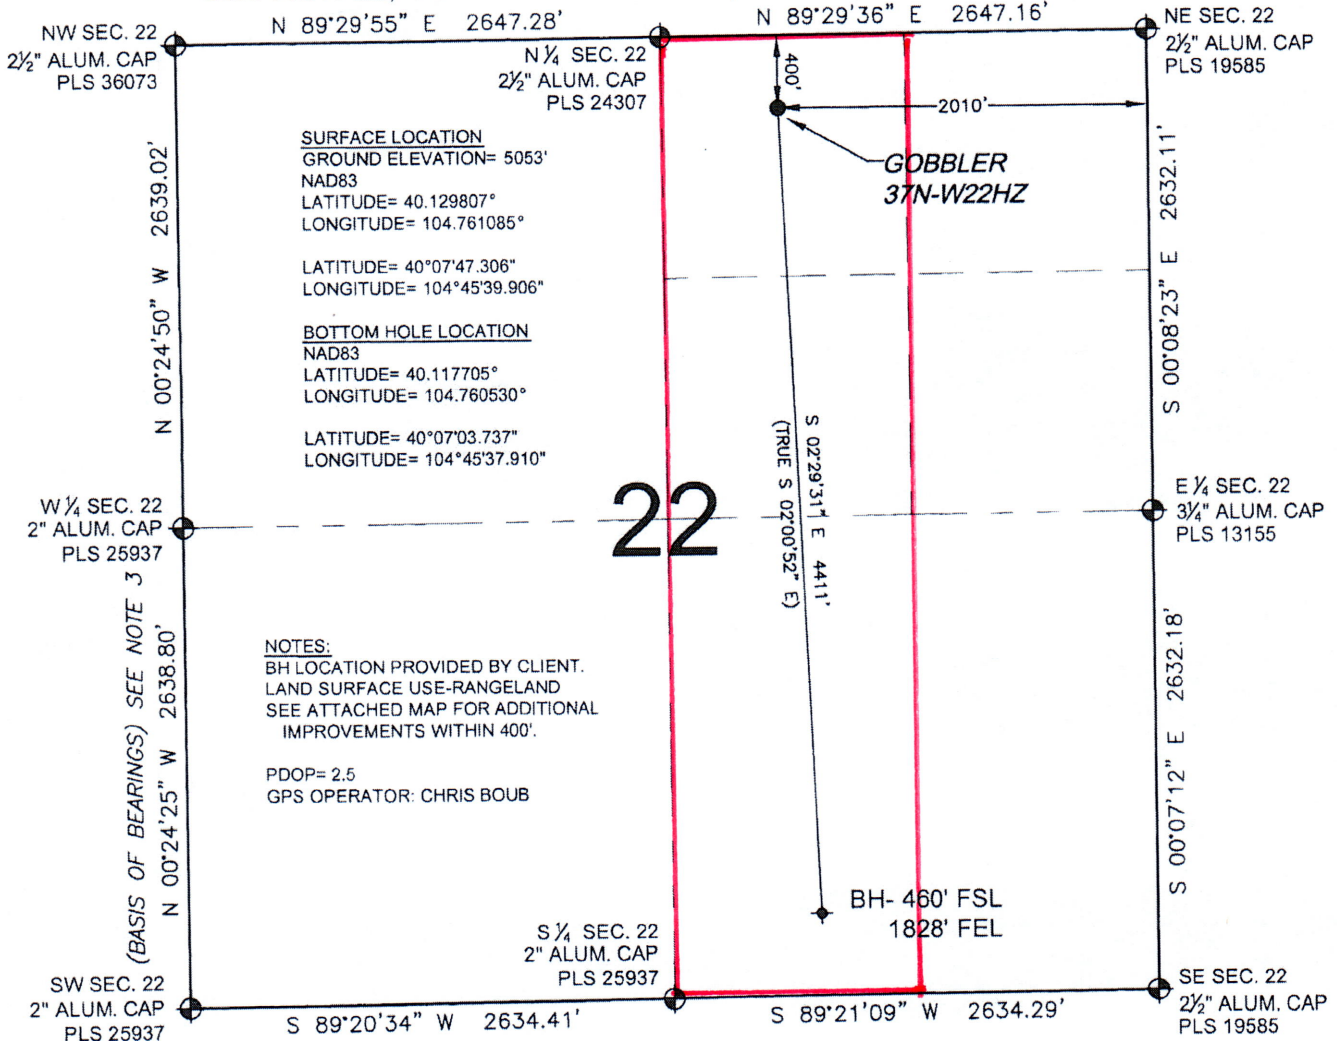 N 89°29'55" E 2647.28'
N 89°29'36" E 2647.16'
NW SEC. 22
2½" ALUM. CAP
PLS 36073
N ¼ SEC. 22
2½" ALUM. CAP
PLS 24307
NE SEC. 22
2½" ALUM. CAP
PLS 19585
400'
2010'
GOBBLER
37N-W22HZ
SURFACE LOCATION
GROUND ELEVATION= 5053'
NAD83
LATITUDE= 40.129807°
LONGITUDE= 104.761085°
LATITUDE= 40°07'47.306"
LONGITUDE= 104°45'39.906"
BOTTOM HOLE LOCATION
NAD83
LATITUDE= 40.117705°
LONGITUDE= 104.760530°
LATITUDE= 40°07'03.737"
LONGITUDE= 104°45'37.910"
N 00°24'50" W 2639.02'
S 00°08'23" E 2632.11'
S 02°29'31" E 4411'
(TRUE S 02°00'52" E)
W ¼ SEC. 22
2" ALUM. CAP
PLS 25937
22
E ¼ SEC. 22
3¼" ALUM. CAP
PLS 13155
(BASIS OF BEARINGS) SEE NOTE 3
N 00°24'25" W 2638.80'
NOTES:
BH LOCATION PROVIDED BY CLIENT.
LAND SURFACE USE-RANGELAND
SEE ATTACHED MAP FOR ADDITIONAL
IMPROVEMENTS WITHIN 400'.
PDOP= 2.5
GPS OPERATOR: CHRIS BOUB
S 00°07'12" E 2632.18'
BH- 460' FSL
1828' FEL
S ¼ SEC. 22
2" ALUM. CAP
PLS 25937
SW SEC. 22
2" ALUM. CAP
PLS 25937
SE SEC. 22
2½" ALUM. CAP
PLS 19585
S 89°20'34" W 2634.41'
S 89°21'09" W 2634.29'